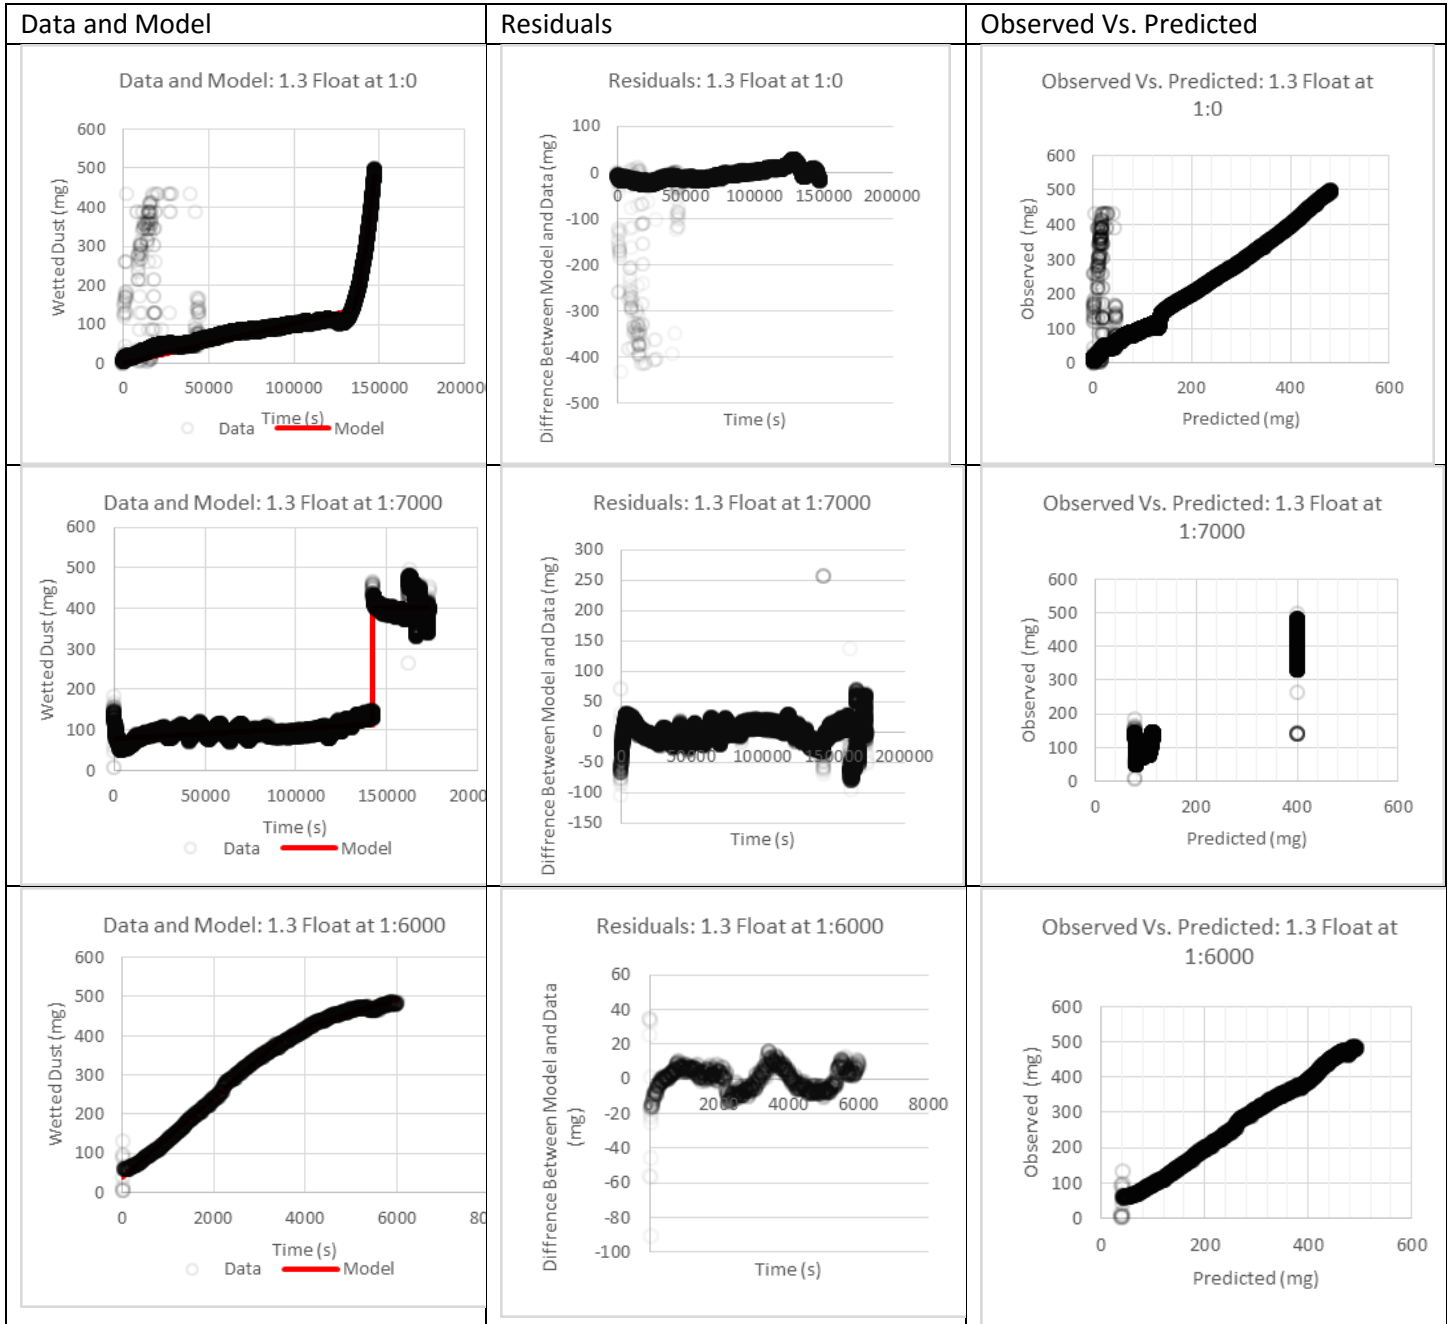 Data and Model
Residuals
Observed Vs. Predicted
Data and Model: 1.3 Float at 1:0
Wetted Dust (mg)
600
500
400
300
200
100
0
0 50000 100000 150000 20000
Time (s)
Data Model
Residuals: 1.3 Float at 1:0
Diffrence Between Model and Data (mg)
100
0
-100
-200
-300
-400
-500
0 50000 100000 150000 200000
Time (s)
Observed Vs. Predicted: 1.3 Float at
1:0
Observed (mg)
600
500
400
300
200
100
0
0 200 400 600
Predicted (mg)
Data and Model: 1.3 Float at 1:7000
Wetted Dust (mg)
600
500
400
300
200
100
0
0 50000 100000 150000 2000
Time (s)
Data Model
Residuals: 1.3 Float at 1:7000
Diffrence Between Model and Data (mg)
300
250
200
150
100
50
0
-50
-100
-150
0 50000 100000 150000 200000
Time (s)
Observed Vs. Predicted: 1.3 Float at
1:7000
Observed (mg)
600
500
400
300
200
100
0
0 200 400 600
Predicted (mg)
Data and Model: 1.3 Float at 1:6000
Wetted Dust (mg)
600
500
400
300
200
100
0
0 2000 4000 6000 80
Time (s)
Data Model
Residuals: 1.3 Float at 1:6000
Diffrence Between Model and Data
(mg)
60
40
20
0
-20
-40
-60
-80
-100
2000 4000 6000 8000
Time (s)
Observed Vs. Predicted: 1.3 Float at
1:6000
Observed (mg)
600
500
400
300
200
100
0
0 200 400 600
Predicted (mg)